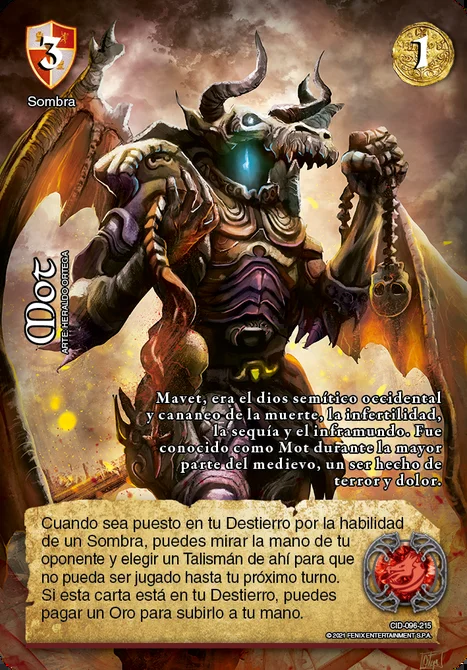 3
1
Sombra
Mot
ARTE: HERALDO ORTEGA
Mavet, era el dios semítico occidental
y cananeo de la muerte, la infertilidad,
la sequía y el inframundo. Fue
conocido como Mot durante la mayor
parte del medievo, un ser hecho de
terror y dolor.
Cuando sea puesto en tu Destierro por la habilidad
de un Sombra, puedes mirar la mano de tu
oponente y elegir un Talismán de ahí para que
no pueda ser jugado hasta tu próximo turno.
Si esta carta está en tu Destierro, puedes
pagar un Oro para subirlo a tu mano.
CID-096-215
© 2021 FENIX ENTERTAINMENT S.P.A.